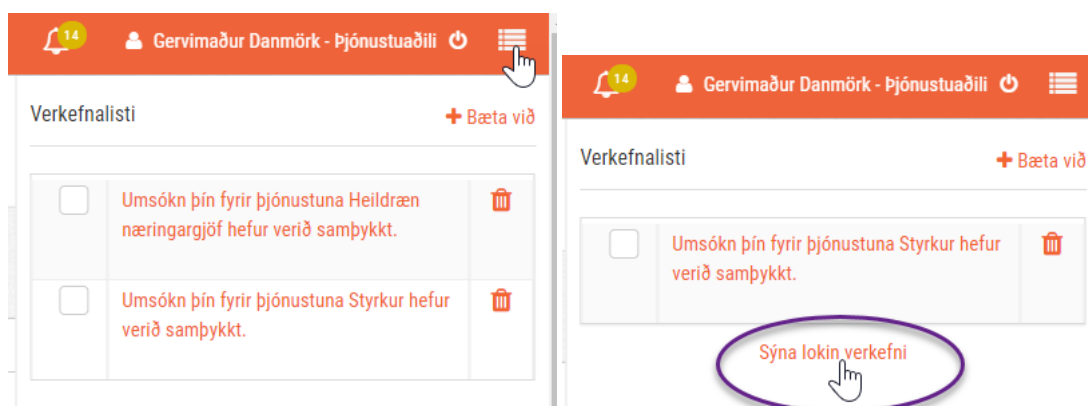 14 Gervimaður Danmörk - Þjónustuaðili
Verkefnalisti Bæta við
Umsókn þín fyrir þjónustuna Heildræn
næringargjöf hefur verið samþykkt.
Umsókn þín fyrir þjónustuna Styrkur hefur
verið samþykkt.
14 Gervimaður Danmörk - Þjónustuaðili
Verkefnalisti Bæta við
Umsókn þín fyrir þjónustuna Styrkur hefur
verið samþykkt.
Sýna lokin verkefni